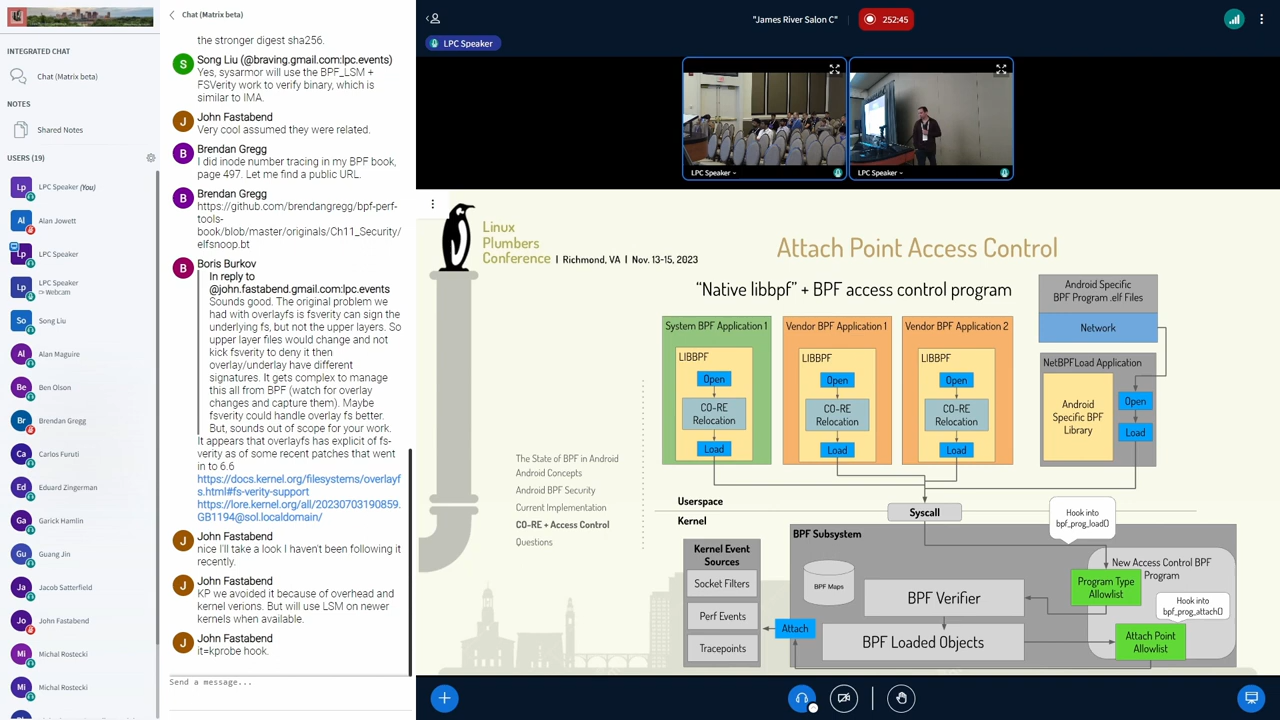 INTEGRATED CHAT
Chat (Matrix beta)
NOTES
Shared Notes
USERS (19)
Lp
LPC Speaker (You)
Al
Alan Jowett
Lp
LPC Speaker
Lp
LPC Speaker
Webcam
So
Song Liu
Al
Alan Maguire
Be
Ben Olson
Br
Brendan Gregg
Ca
Carlos Furuti
Ed
Eduard Zingerman
Ga
Garick Hamlin
Gu
Guang Jin
Ja
Jacob Satterfield
Jo
John Fastabend
Mi
Michal Rostecki
Mi
Michal Rostecki
Chat (Matrix beta)
the stronger digest sha256.
S
Song Liu (@braving.gmail.com:lpc.events)
Yes, sysarmor will use the BPF_LSM +
FSVerity work to verify binary, which is
similar to IMA.
J
John Fastabend
Very cool assumed they were related.
B
Brendan Gregg
I did inode number tracing in my BPF book,
page 497. Let me find a public URL.
B
Brendan Gregg
https://github.com/brendangregg/bpf-perf-
tools-
book/blob/master/originals/Ch11_Security/
elfsnoop.bt
B
Boris Burkov
In reply to
@john.fastabend.gmail.com:lpc.events
Sounds good. The original problem we
had with overlayfs is fsverity can sign the
underlying fs, but not the upper layers. So
upper layer files would change and not
kick fsverity to deny it then
overlay/underlay have different
signatures. It gets complex to manage
this all from BPF (watch for overlay
changes and capture them). Maybe
fsverity could handle overlay fs better.
But, sounds out of scope for your work.
It appears that overlayfs has explicit of fs-
verity as of some recent patches that went
in to 6.6
https://docs.kernel.org/filesystems/overlayf
s.html#fs-verity-support
https://lore.kernel.org/all/20230703190859.
GB1194@sol.localdomain/
J
John Fastabend
nice I'll take a look I haven't been following it
recently.
J
John Fastabend
KP we avoided it because of overhead and
kernel verions. But will use LSM on newer
kernels when available.
J
John Fastabend
it=kprobe hook.
Send a message...
"James River Salon C"
252:45
LPC Speaker
LPC Speaker
LPC Speaker
Linux
Plumbers
Conference | Richmond, VA | Nov. 13-15, 2023
Attach Point Access Control
"Native libbpf" + BPF access control program
The State of BPF in Android
Android Concepts
Android BPF Security
Current Implementation
CO-RE + Access Control
Questions
System BPF Application 1
LIBBPF
Open
CO-RE
Relocation
Load
Vendor BPF Application 1
LIBBPF
Open
CO-RE
Relocation
Load
Vendor BPF Application 2
LIBBPF
Open
CO-RE
Relocation
Load
Android Specific
BPF Program .elf Files
Network
NetBPFLoad Application
Android
Specific BPF
Library
Open
Load
Userspace
Kernel
Syscall
Hook into
bpf_prog_load()
Kernel Event
Sources
Socket Filters
Perf Events
Tracepoints
BPF Subsystem
BPF Maps
BPF Verifier
Attach
BPF Loaded Objects
New Access Control BPF
Program
Program Type
Allowlist
Hook into
bpf_prog_attach()
Attach Point
Allowlist